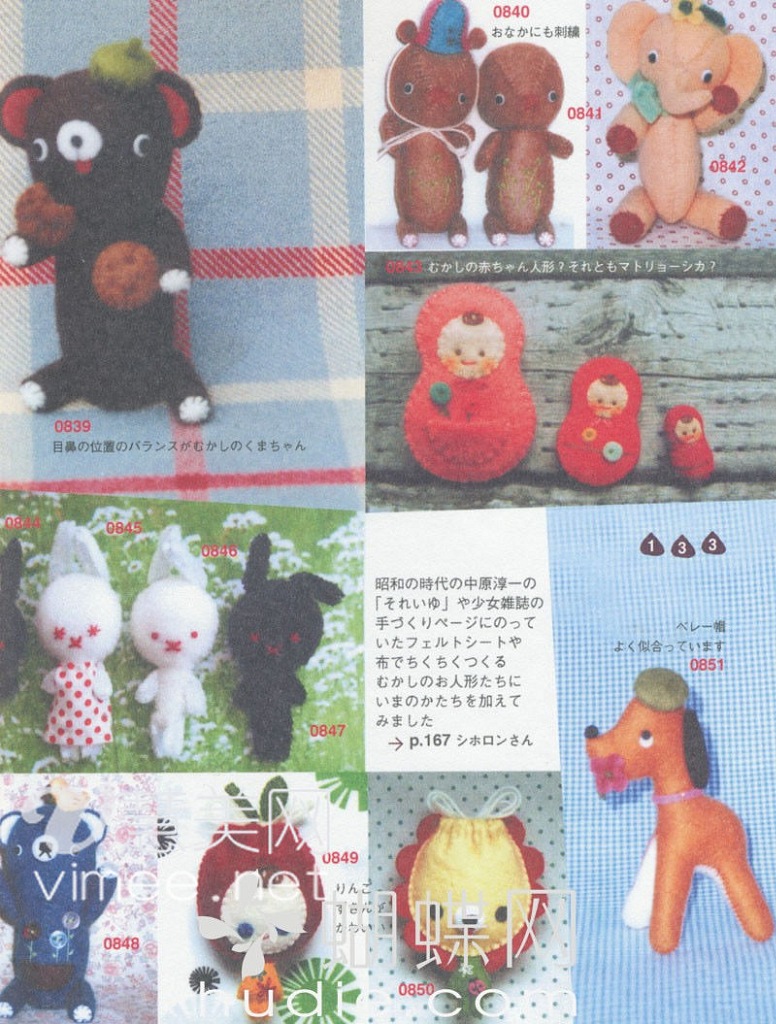 0840
おなかにも刺繍
0841
0842
0839
目鼻の位置のバランスがむかしのくまちゃん
むかしの赤ちゃん人形？それともマトリョーシカ？
0844
0845
0846
0847
昭和の時代の中原淳一の
「それいゆ」や少女雑誌の
手づくりページにのって
いたフェルトシートや
布でちくちくつくる
むかしのお人形たちに
いまのかたちを加えて
みました
→ p.167 シホロンさん
1 3 3
ベレー帽
よく似合っています
0851
0848
0849
りんご
0850
vimee.net
蝴蝶网
khudie.com